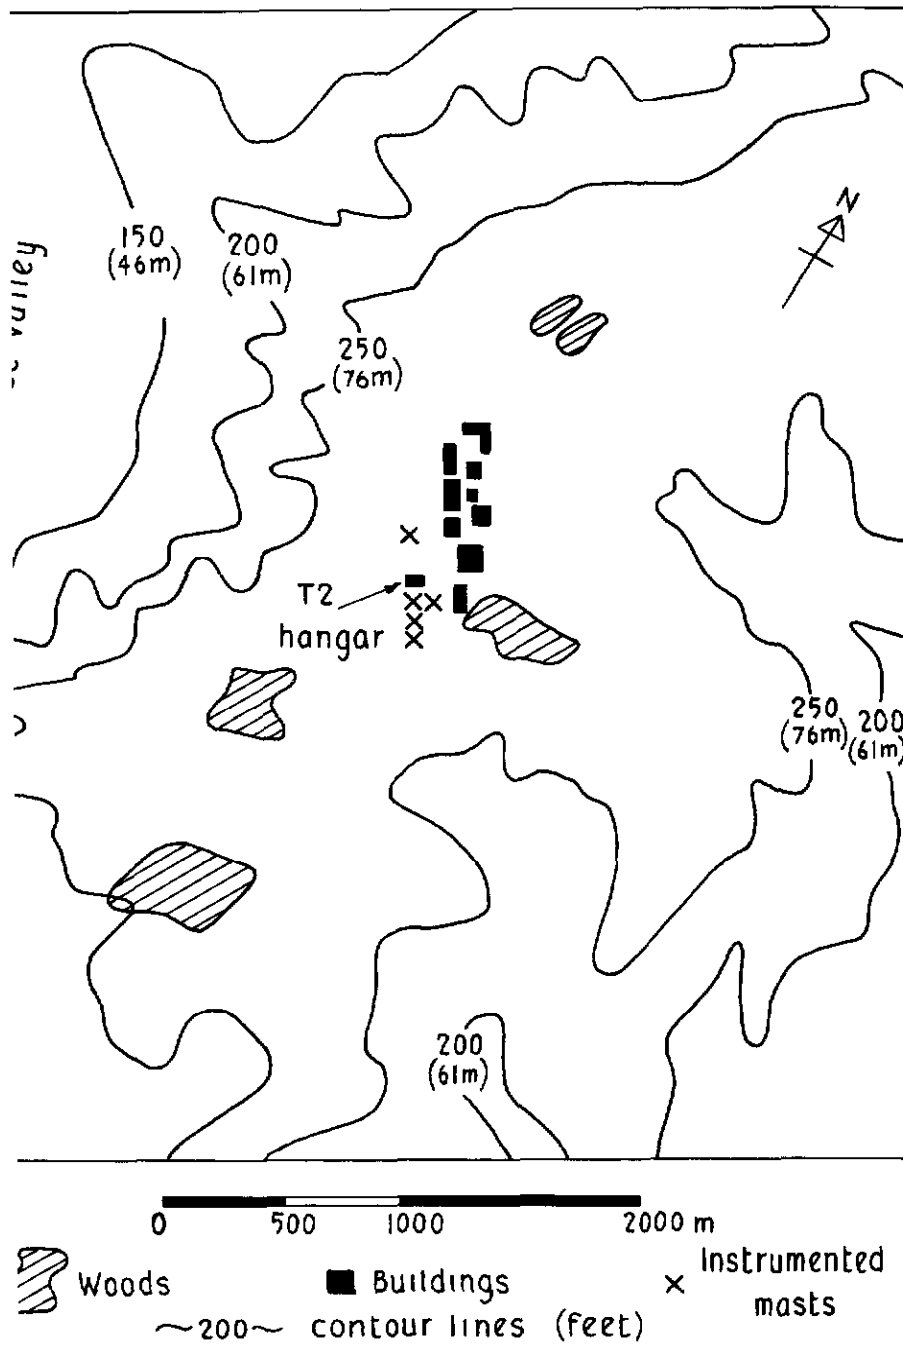 N
150
(46m)
200
(61m)
valley
250
(76m)
T2
hangar
250
(76m)
200
(61m)
200
(61m)
0 500 1000 2000 m
Woods
Buildings
Instrumented
masts
~200~ contour lines (feet)